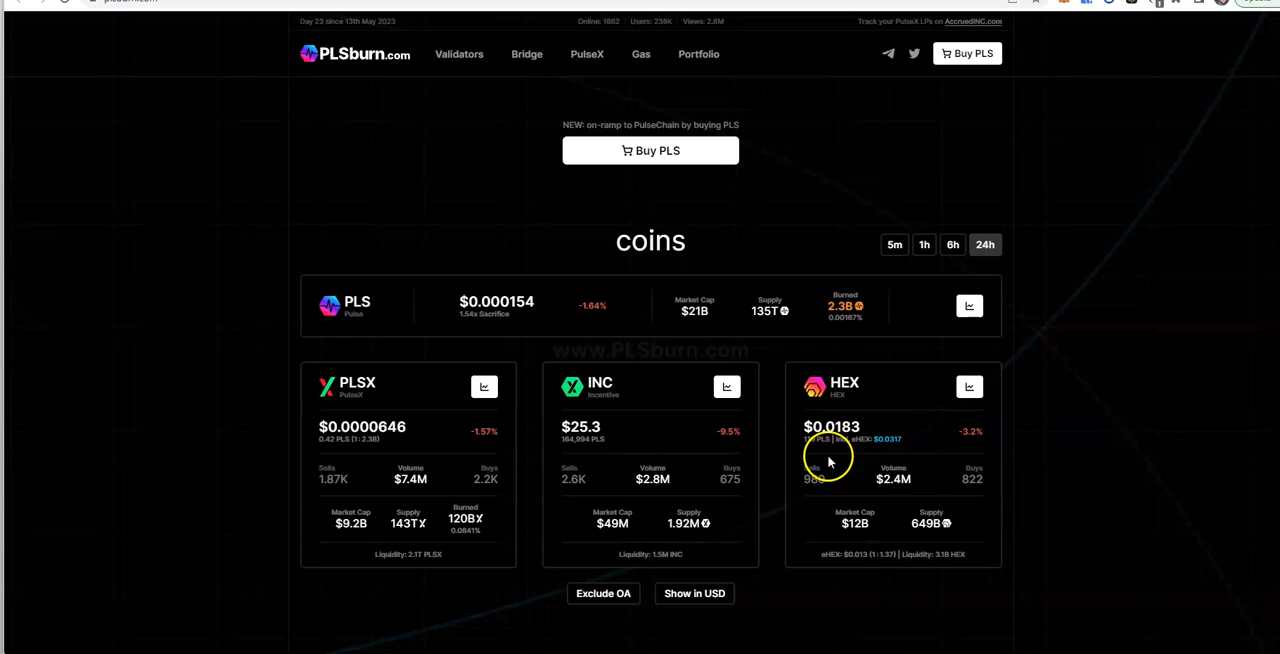 Day 23 since 13th May 2023
Online: 1662 Users: 238K Views: 2.6M
Track your PulseX LPs on AccruedINC.com
PLSburn.com
Validators Bridge PulseX Gas Portfolio
Buy PLS
NEW: on-ramp to PulseChain by buying PLS
Buy PLS
coins
5m 1h 6h 24h
PLS
Pulse
$0.000154
1.54x Sacrifice
-1.64%
Market Cap
$21B
Supply
135T
Burned
2.3B
0.00167%
www.PLSburn.com
PLSX
PulseX
$0.0000646
0.42 PLS (1: 2.38)
-1.57%
Sells Volume Buys
1.87K $7.4M 2.2K
Market Cap Supply Burned
$9.2B 143T 120B
0.0841%
Liquidity: 2.1T PLSX
INC
Incentive
$25.3
164,994 PLS
-9.5%
Sells Volume Buys
2.6K $2.8M 675
Market Cap Supply
$49M 1.92M
Liquidity: 1.5M INC
HEX
HEX
$0.0183
PLS | incl. eHEX: $0.0317
-3.2%
Sells Volume Buys
980 $2.4M 822
Market Cap Supply
$12B 649B
eHEX: $0.013 (1:1.37) | Liquidity: 3.1B HEX
Exclude OA
Show in USD